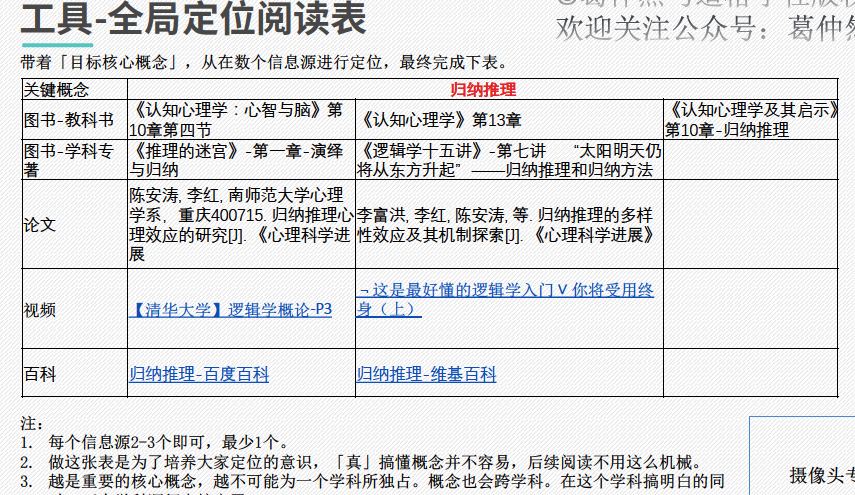 工具-全局定位阅读表
欢迎关注公众号：葛仲然
带着「目标核心概念」，从在数个信息源进行定位，最终完成下表。
关键概念
归纳推理
图书-教科书
《认知心理学：心智与脑》第
10章第四节
《认知心理学》第13章
《认知心理学及其启示》
第10章-归纳推理
图书-学科专
著
《推理的迷宫》-第一章-演绎
与归纳
《逻辑学十五讲》-第七讲 “太阳明天仍
将从东方升起” ——归纳推理和归纳方法
论文
陈安涛, 李红, 南师范大学心理
学系, 重庆400715. 归纳推理心
理效应的研究[J]. 《心理科学进
展
李富洪, 李红, 陈安涛, 等. 归纳推理的多样
性效应及其机制探索[J]. 《心理科学进展》
视频
【清华大学】逻辑学概论-P3
¬ 这是最好懂的逻辑学入门 ∨ 你将受用终
身（上）
百科
归纳推理-百度百科
归纳推理-维基百科
注：
1. 每个信息源2-3个即可，最少1个。
2. 做这张表是为了培养大家定位的意识，「真」搞懂概念并不容易，后续阅读不用这么机械。
3. 越是重要的核心概念，越不可能为一个学科所独占。概念也会跨学科。在这个学科搞明白的同
摄像头专